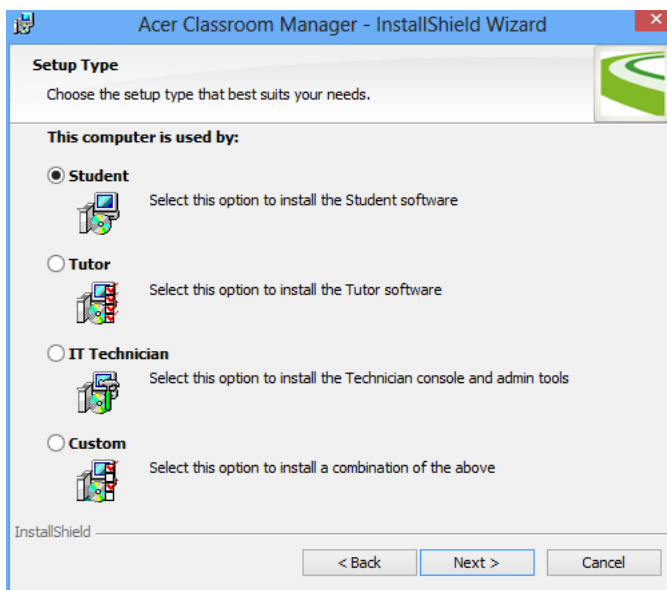 Acer Classroom Manager - InstallShield Wizard
Setup Type
Choose the setup type that best suits your needs.
This computer is used by:
Student
Select this option to install the Student software
Tutor
Select this option to install the Tutor software
IT Technician
Select this option to install the Technician console and admin tools
Custom
Select this option to install a combination of the above
InstallShield
< Back Next > Cancel